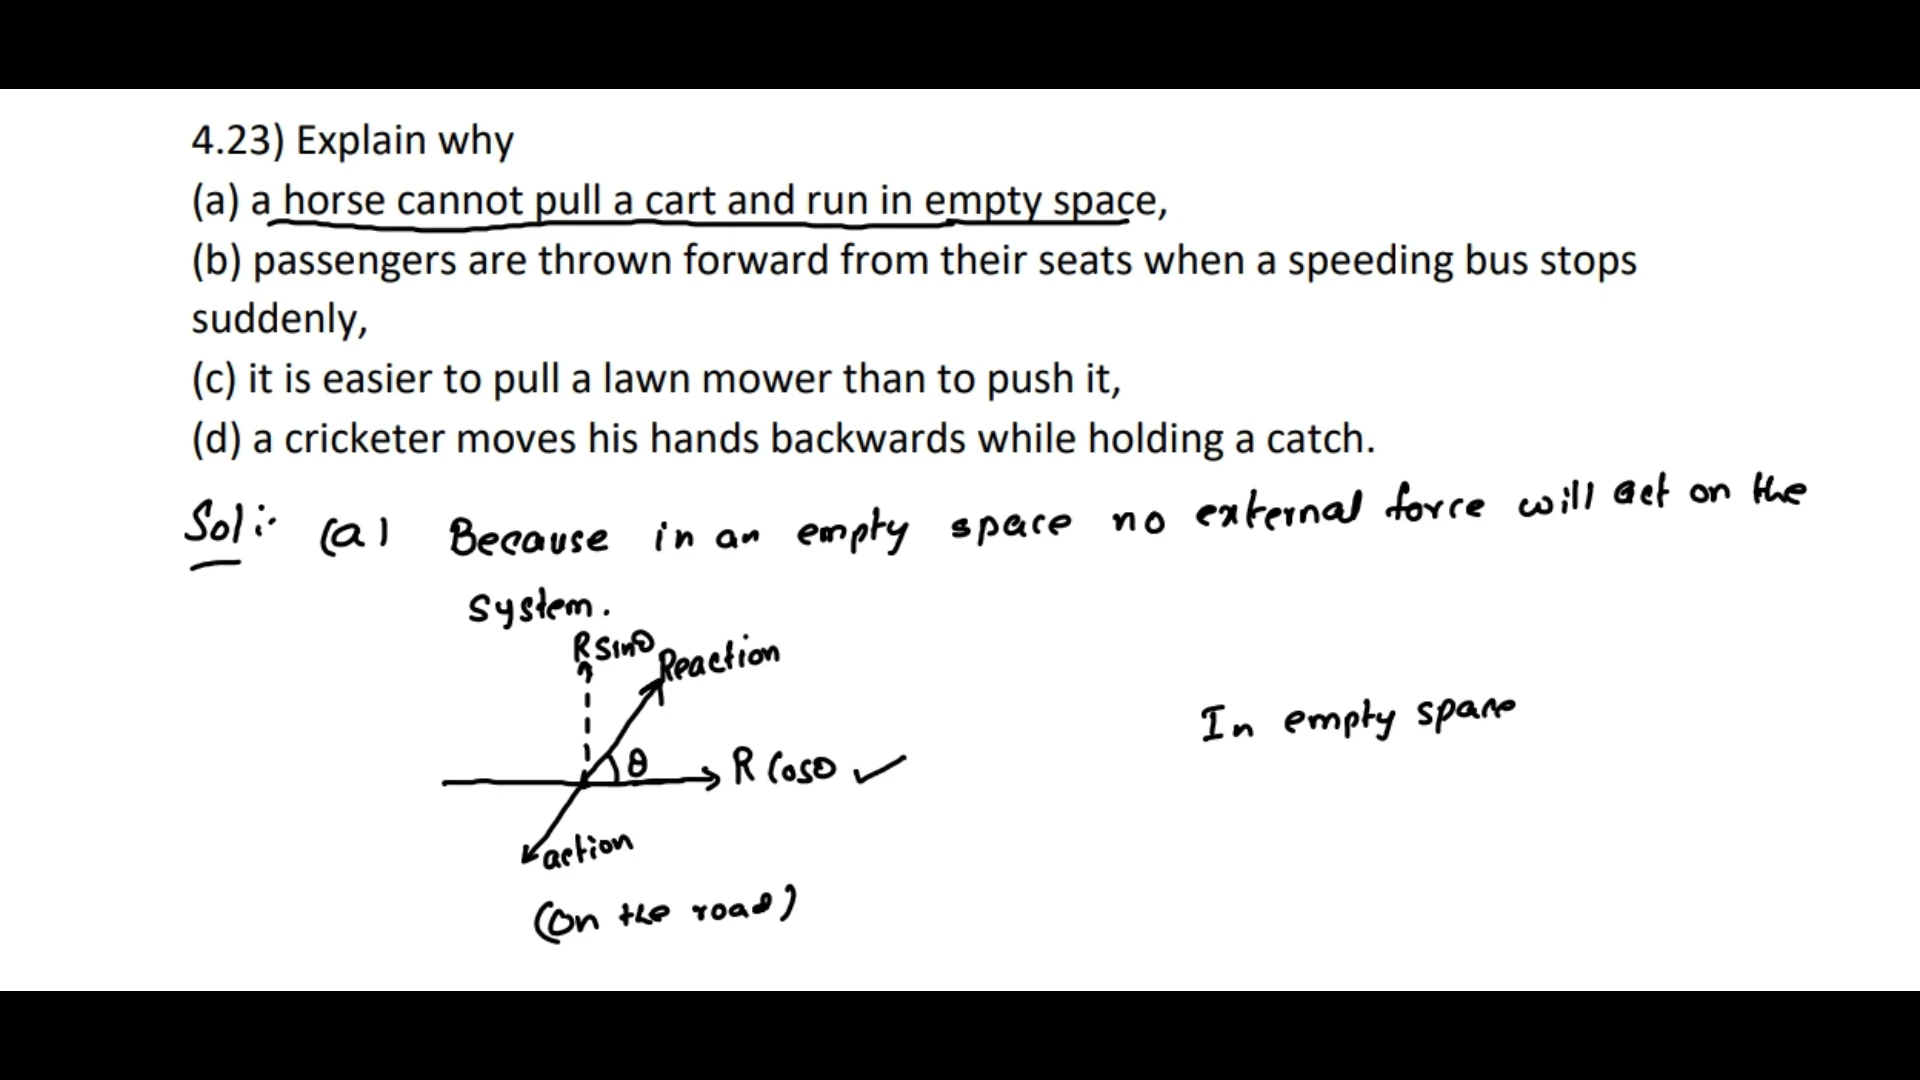 4.23) Explain why
(a) a horse cannot pull a cart and run in empty space,
(b) passengers are thrown forward from their seats when a speeding bus stops
suddenly,
(c) it is easier to pull a lawn mower than to push it,
(d) a cricketer moves his hands backwards while holding a catch.
Sol:- (a) Because in an empty space no external force will act on the
system.
R sinθ
Reaction
In empty space
θ
R cosθ ✓
action
(on the road)